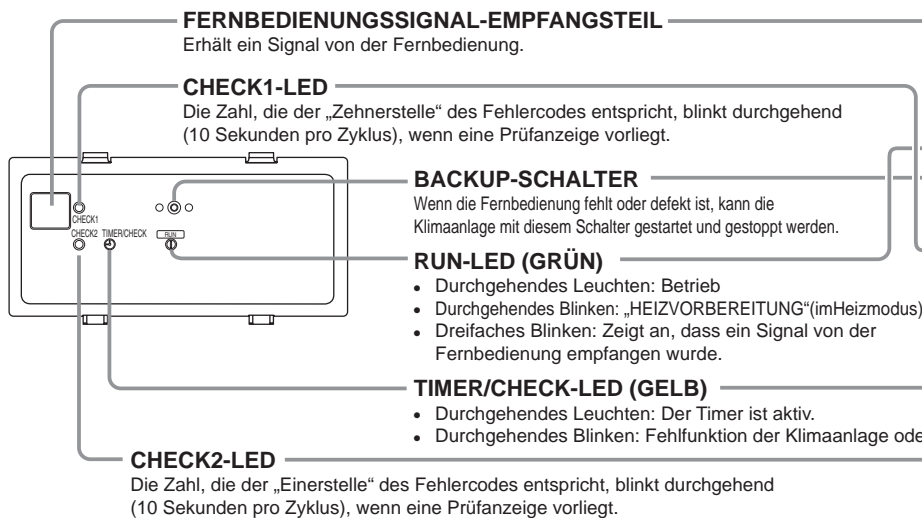 FERNBEDIENUNGSSIGNAL-EMPFANGSTEIL
Erhält ein Signal von der Fernbedienung.
CHECK1-LED
Die Zahl, die der „Zehnerstelle“ des Fehlercodes entspricht, blinkt durchgehend
(10 Sekunden pro Zyklus), wenn eine Prüfanzeige vorliegt.
CHECK1
CHECK2 TIMER/CHECK RUN
BACKUP-SCHALTER
Wenn die Fernbedienung fehlt oder defekt ist, kann die
Klimaanlage mit diesem Schalter gestartet und gestoppt werden.
RUN-LED (GRÜN)
• Durchgehendes Leuchten: Betrieb
• Durchgehendes Blinken: „HEIZVORBEREITUNG“(imHeizmodus)
• Dreifaches Blinken: Zeigt an, dass ein Signal von der
Fernbedienung empfangen wurde.
TIMER/CHECK-LED (GELB)
• Durchgehendes Leuchten: Der Timer ist aktiv.
• Durchgehendes Blinken: Fehlfunktion der Klimaanlage ode
CHECK2-LED
Die Zahl, die der „Einerstelle“ des Fehlercodes entspricht, blinkt durchgehend
(10 Sekunden pro Zyklus), wenn eine Prüfanzeige vorliegt.